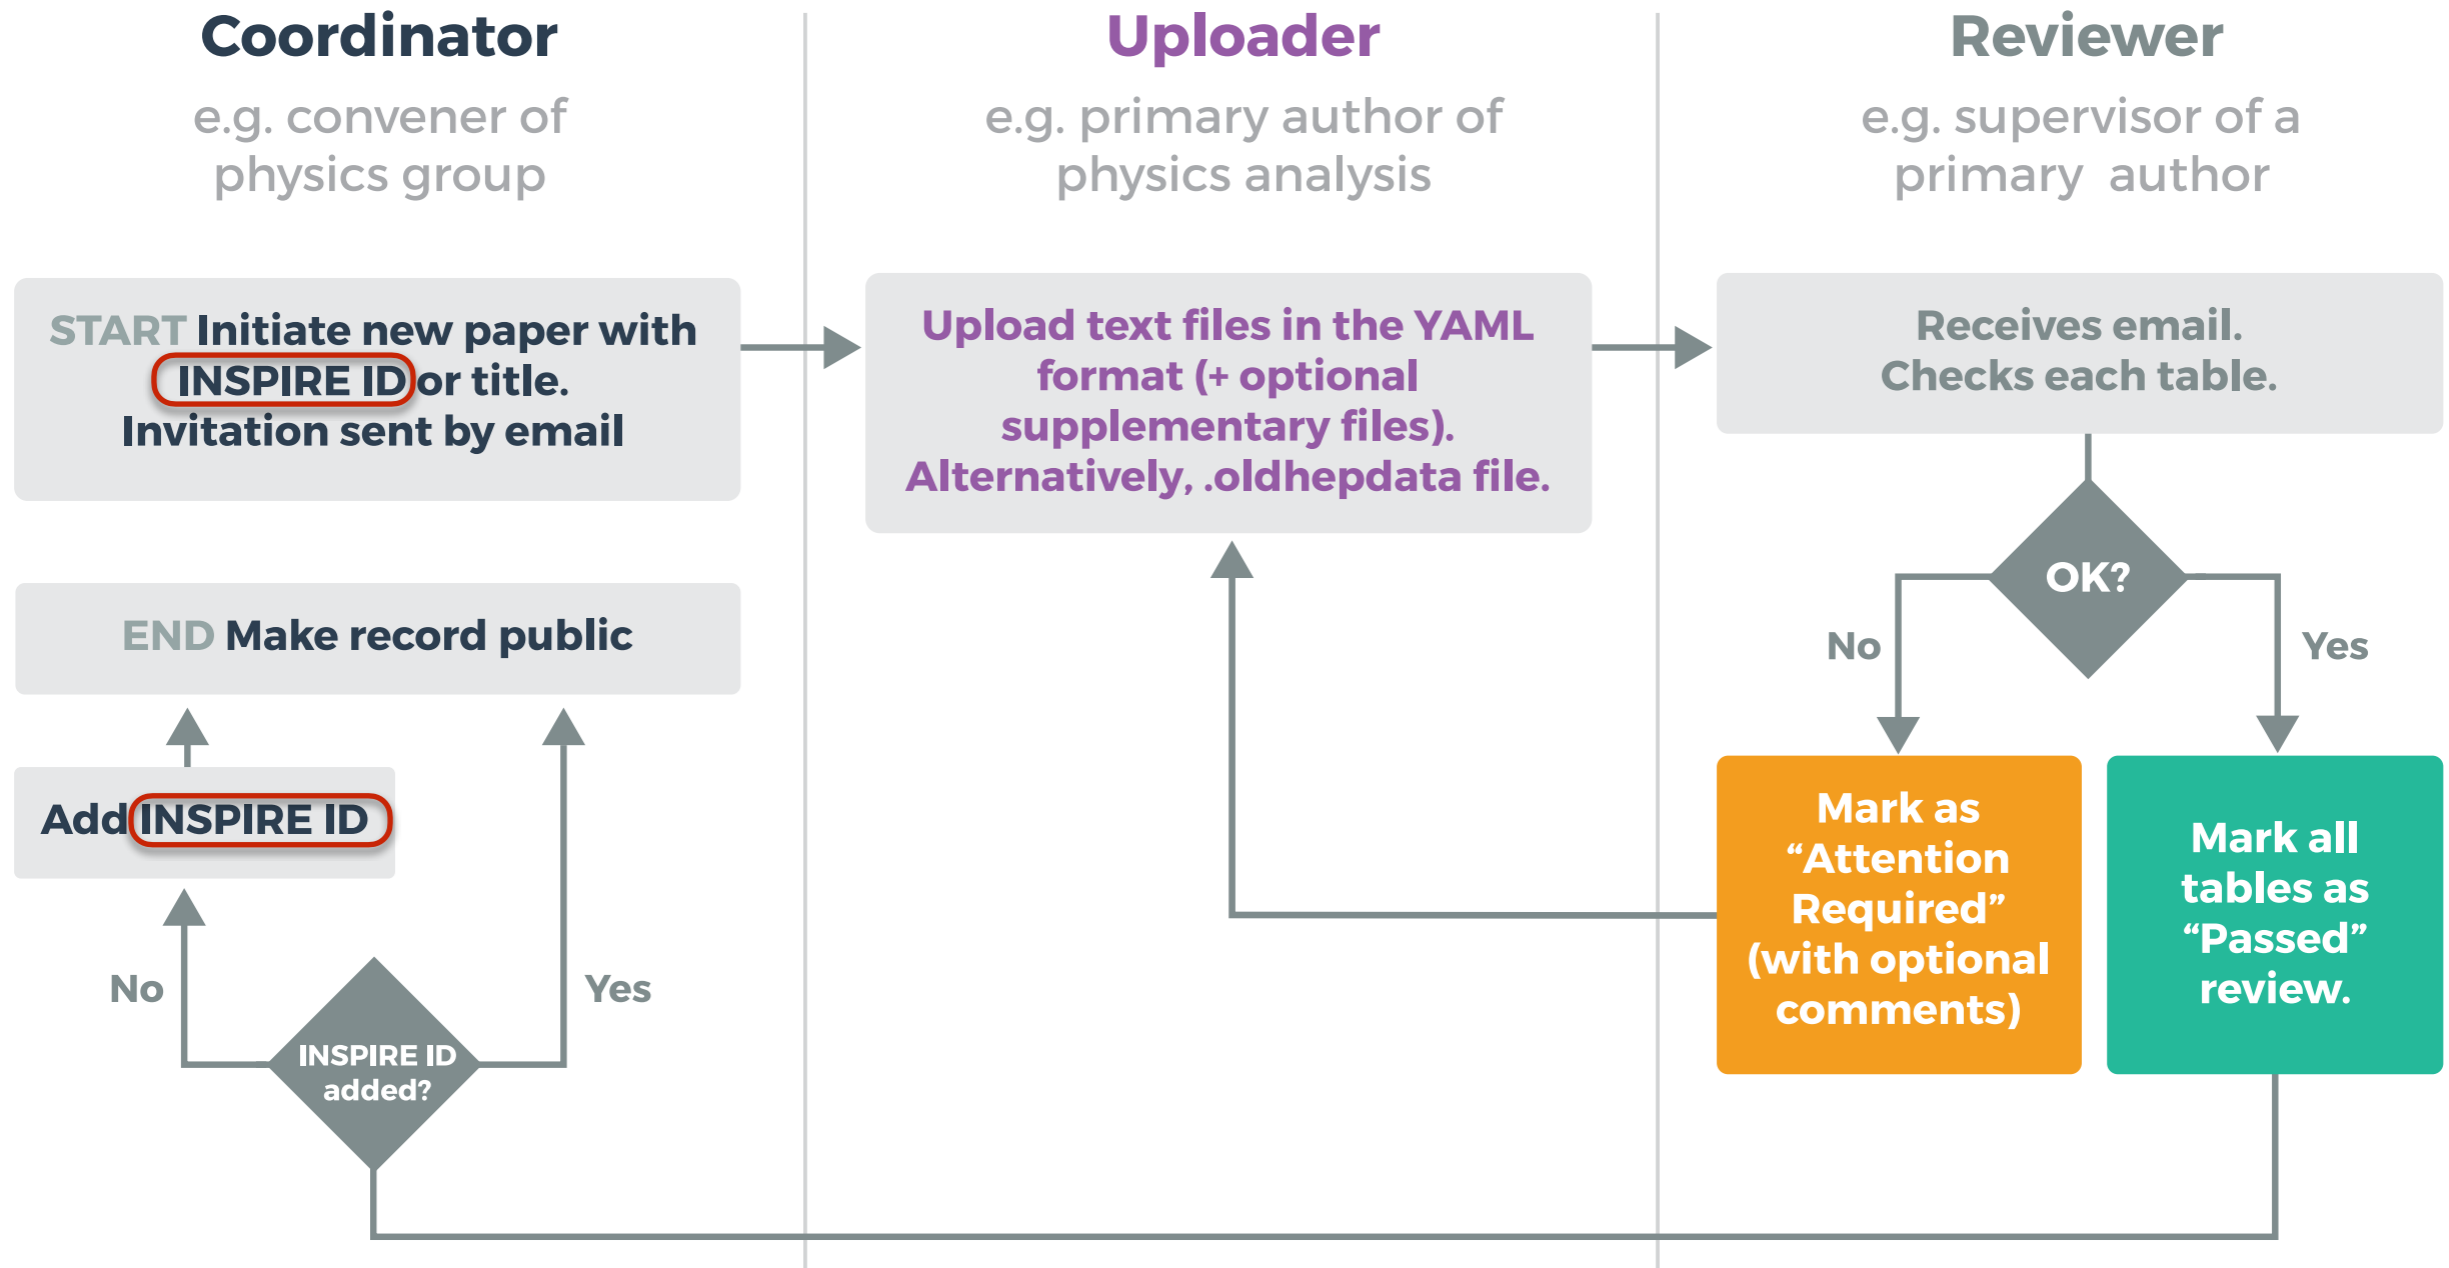 Coordinator
e.g. convener of
physics group
START Initiate new paper with
INSPIRE ID or title.
Invitation sent by email
END Make record public
Add INSPIRE ID
No
Yes
INSPIRE ID
added?
Uploader
e.g. primary author of
physics analysis
Upload text files in the YAML
format (+ optional
supplementary files).
Alternatively, .oldhepdata file.
Reviewer
e.g. supervisor of a
primary author
Receives email.
Checks each table.
OK?
No
Yes
Mark as
“Attention
Required”
(with optional
comments)
Mark all
tables as
“Passed”
review.